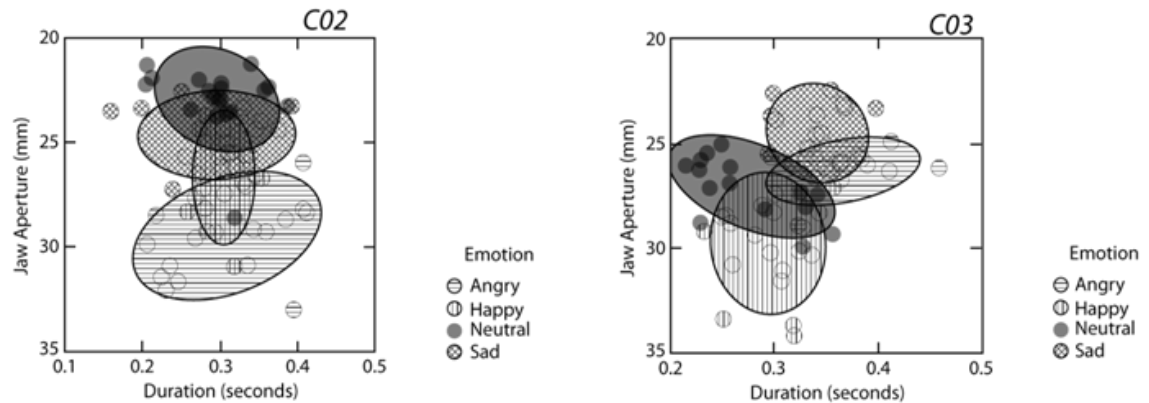 C02
20
25
30
35
Jaw Aperture (mm)
0.1 0.2 0.3 0.4 0.5
Duration (seconds)
Emotion
Angry
Happy
Neutral
Sad
C03
20
25
30
35
Jaw Aperture (mm)
0.2 0.3 0.4 0.5
Duration (seconds)
Emotion
Angry
Happy
Neutral
Sad